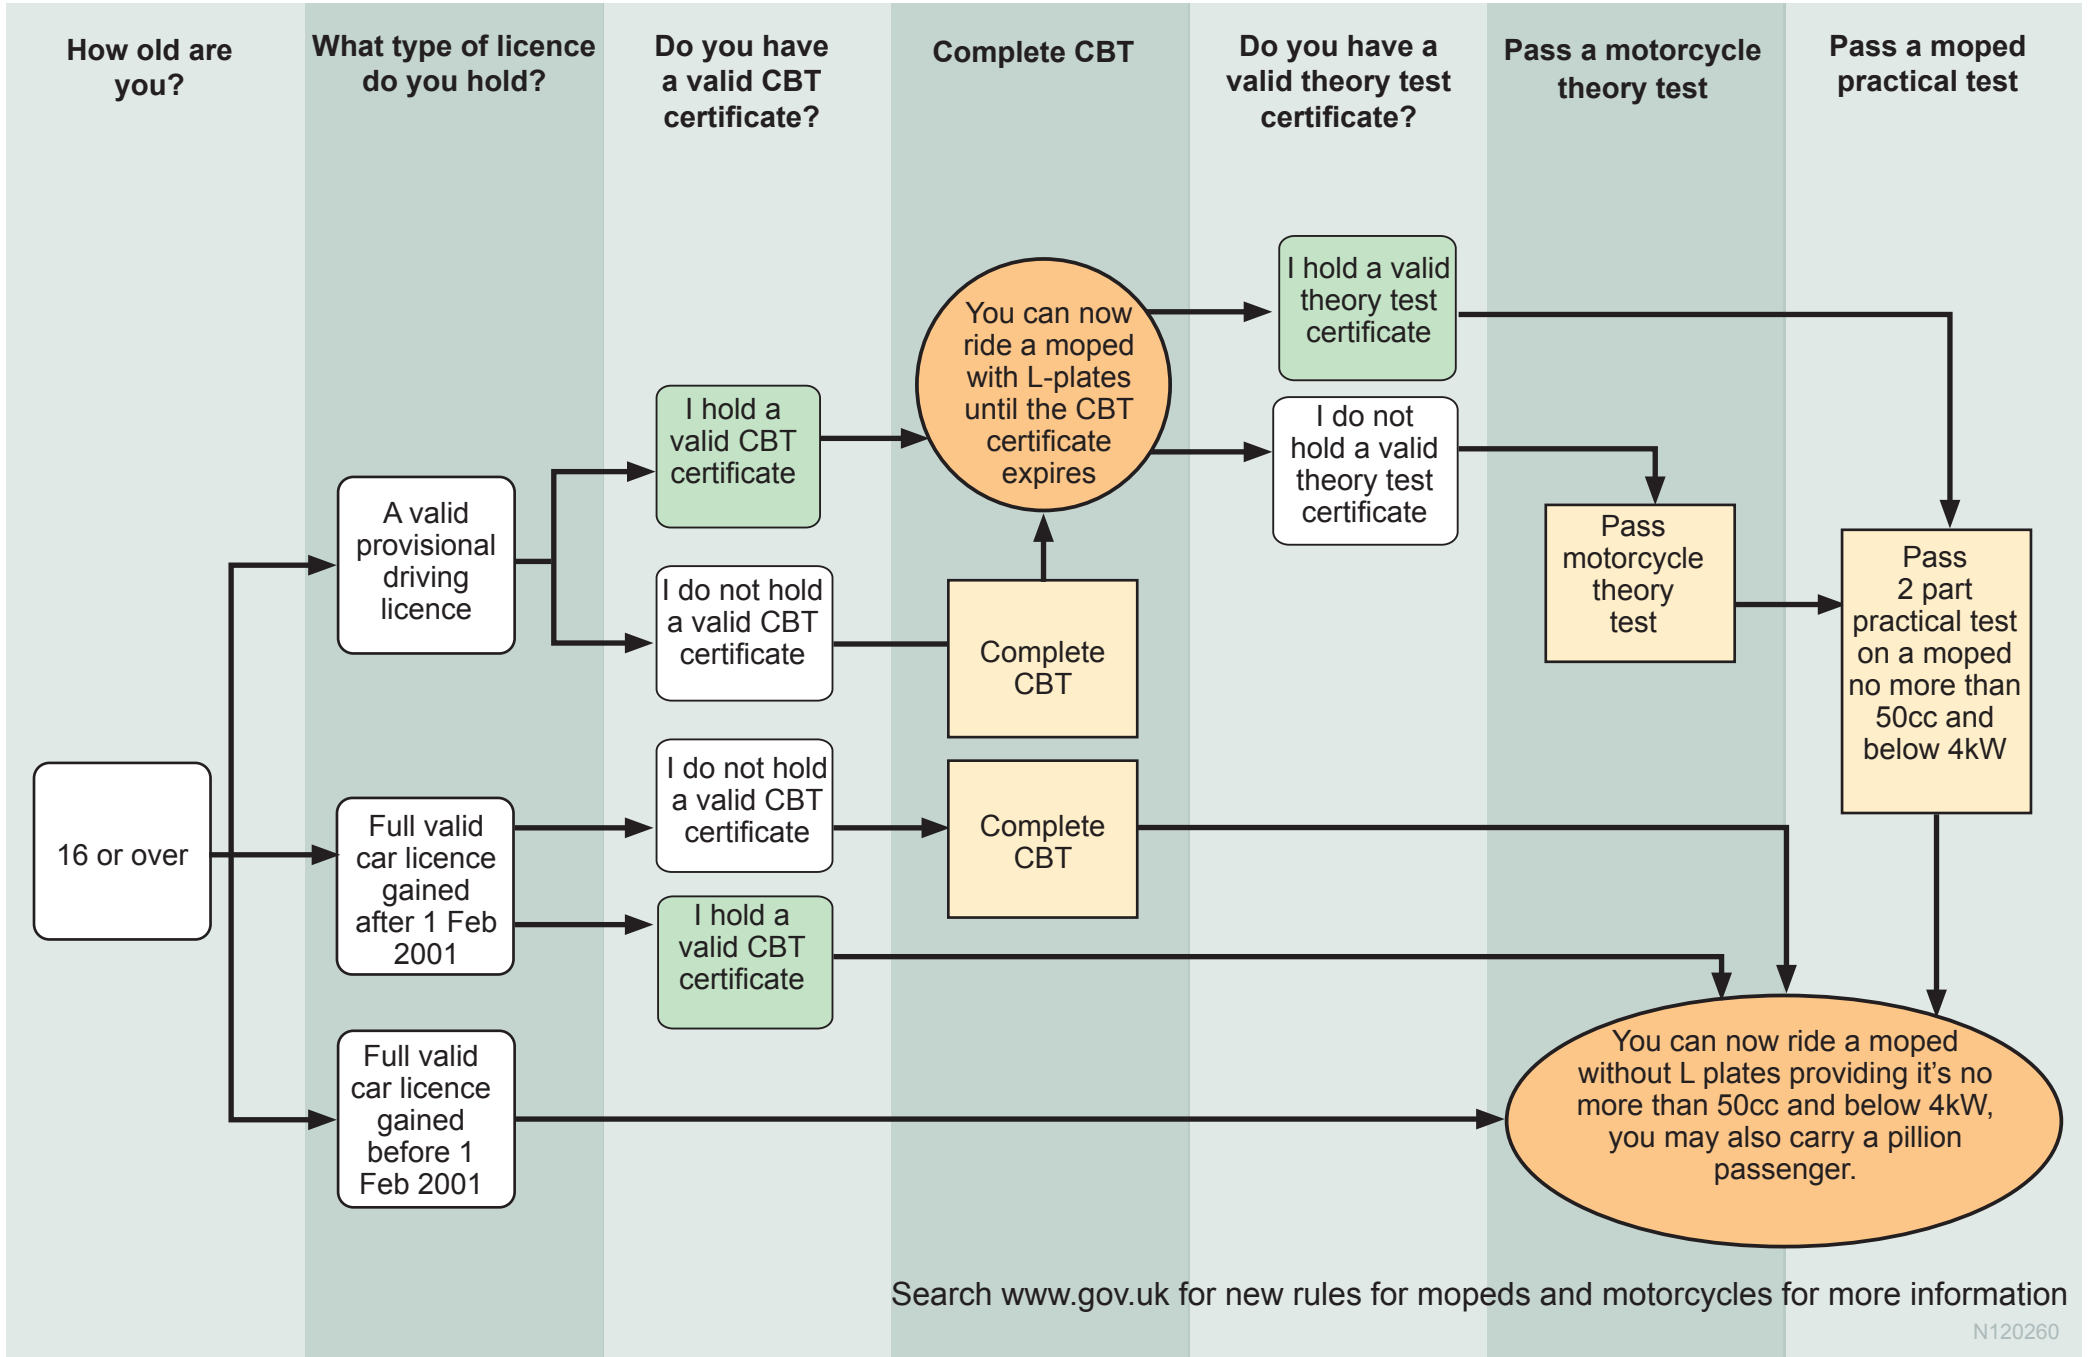 How old are
you?
What type of licence
do you hold?
Do you have
a valid CBT
certificate?
Complete CBT
Do you have a
valid theory test
certificate?
Pass a motorcycle
theory test
Pass a moped
practical test
16 or over
A valid
provisional
driving
licence
Full valid
car licence
gained
after 1 Feb
2001
Full valid
car licence
gained
before 1
Feb 2001
I hold a
valid CBT
certificate
I do not hold
a valid CBT
certificate
I do not hold
a valid CBT
certificate
I hold a
valid CBT
certificate
You can now
ride a moped
with L-plates
until the CBT
certificate
expires
Complete
CBT
Complete
CBT
I hold a valid
theory test
certificate
I do not
hold a valid
theory test
certificate
Pass
motorcycle
theory
test
Pass
2 part
practical test
on a moped
no more than
50cc and
below 4kW
You can now ride a moped
without L plates providing it’s no
more than 50cc and below 4kW,
you may also carry a pillion
passenger.
Search www.gov.uk for new rules for mopeds and motorcycles for more information
N120260